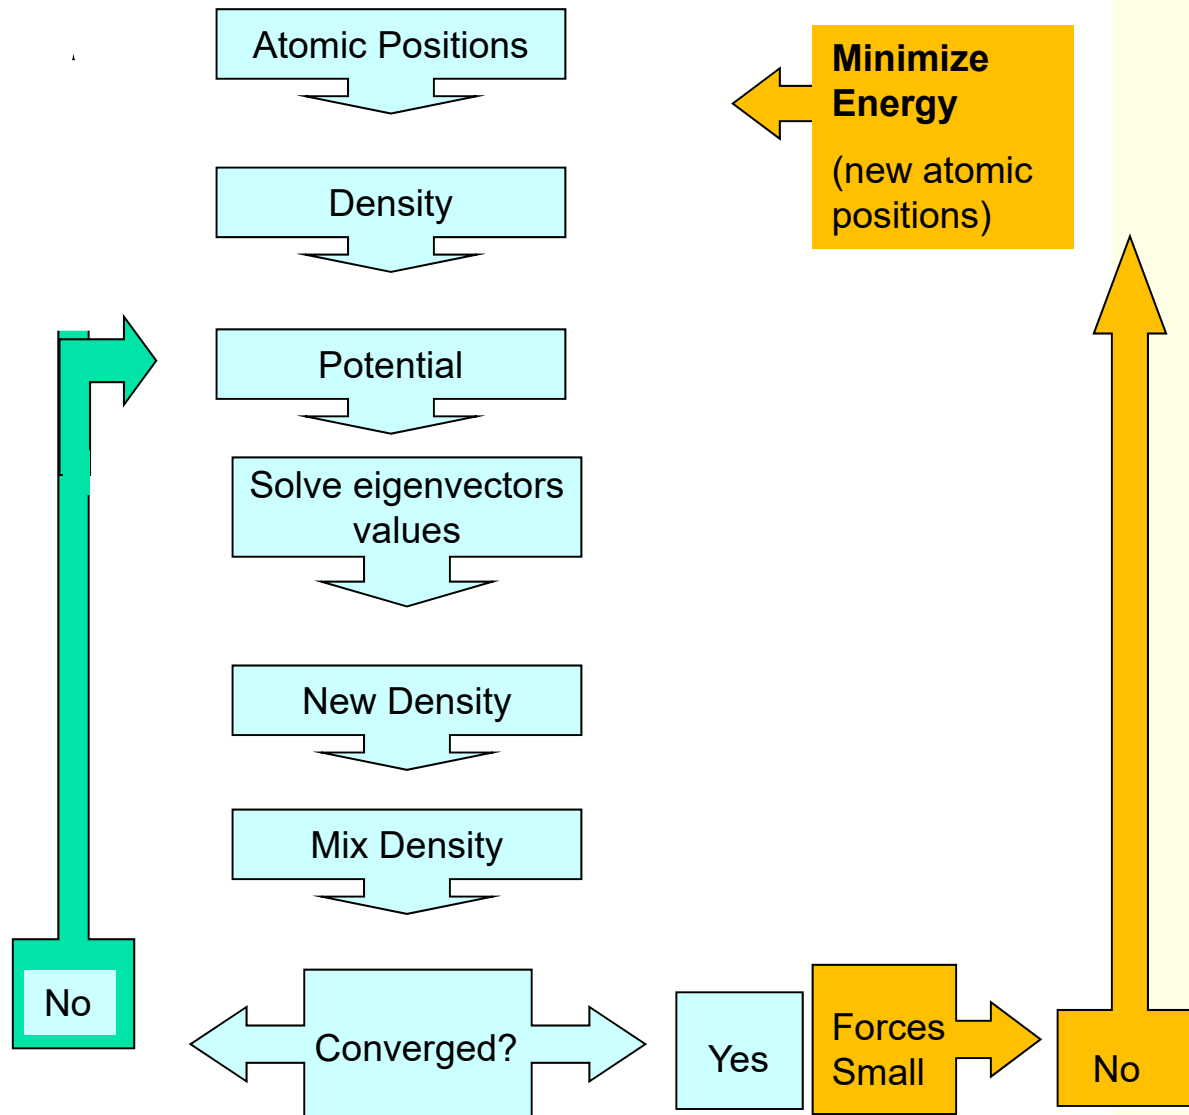 Atomic Positions
Minimize
Energy
(new atomic
positions)
Density
Potential
Solve eigenvectors
values
New Density
Mix Density
No
Converged?
Yes
Forces
Small
No